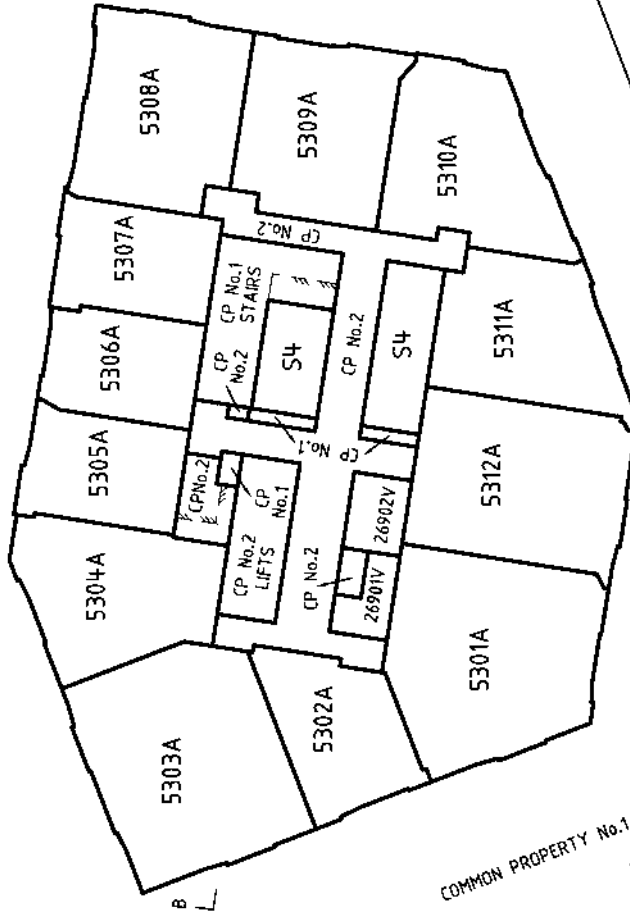 5308A
5309A
5310A
5307A
CP No.2
CP No.1
STAIRS
5306A
CP
No.2
S4
CP No.2
S4
5311A
5305A
CPNo.2
CP
No.1
CP No.1
5312A
5304A
CP No.2
LIFTS
CP No.2
26902V
26901V
5303A
5302A
5301A
B
COMMON PROPERTY No.1